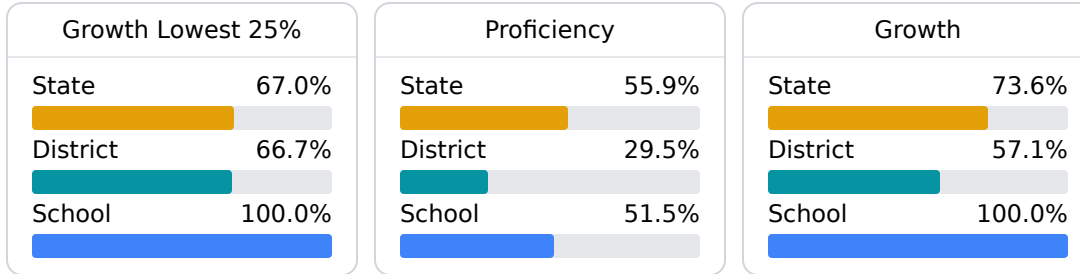 Growth Lowest 25%
State 67.0%
District 66.7%
School 100.0%
Proficiency
State 55.9%
District 29.5%
School 51.5%
Growth
State 73.6%
District 57.1%
School 100.0%